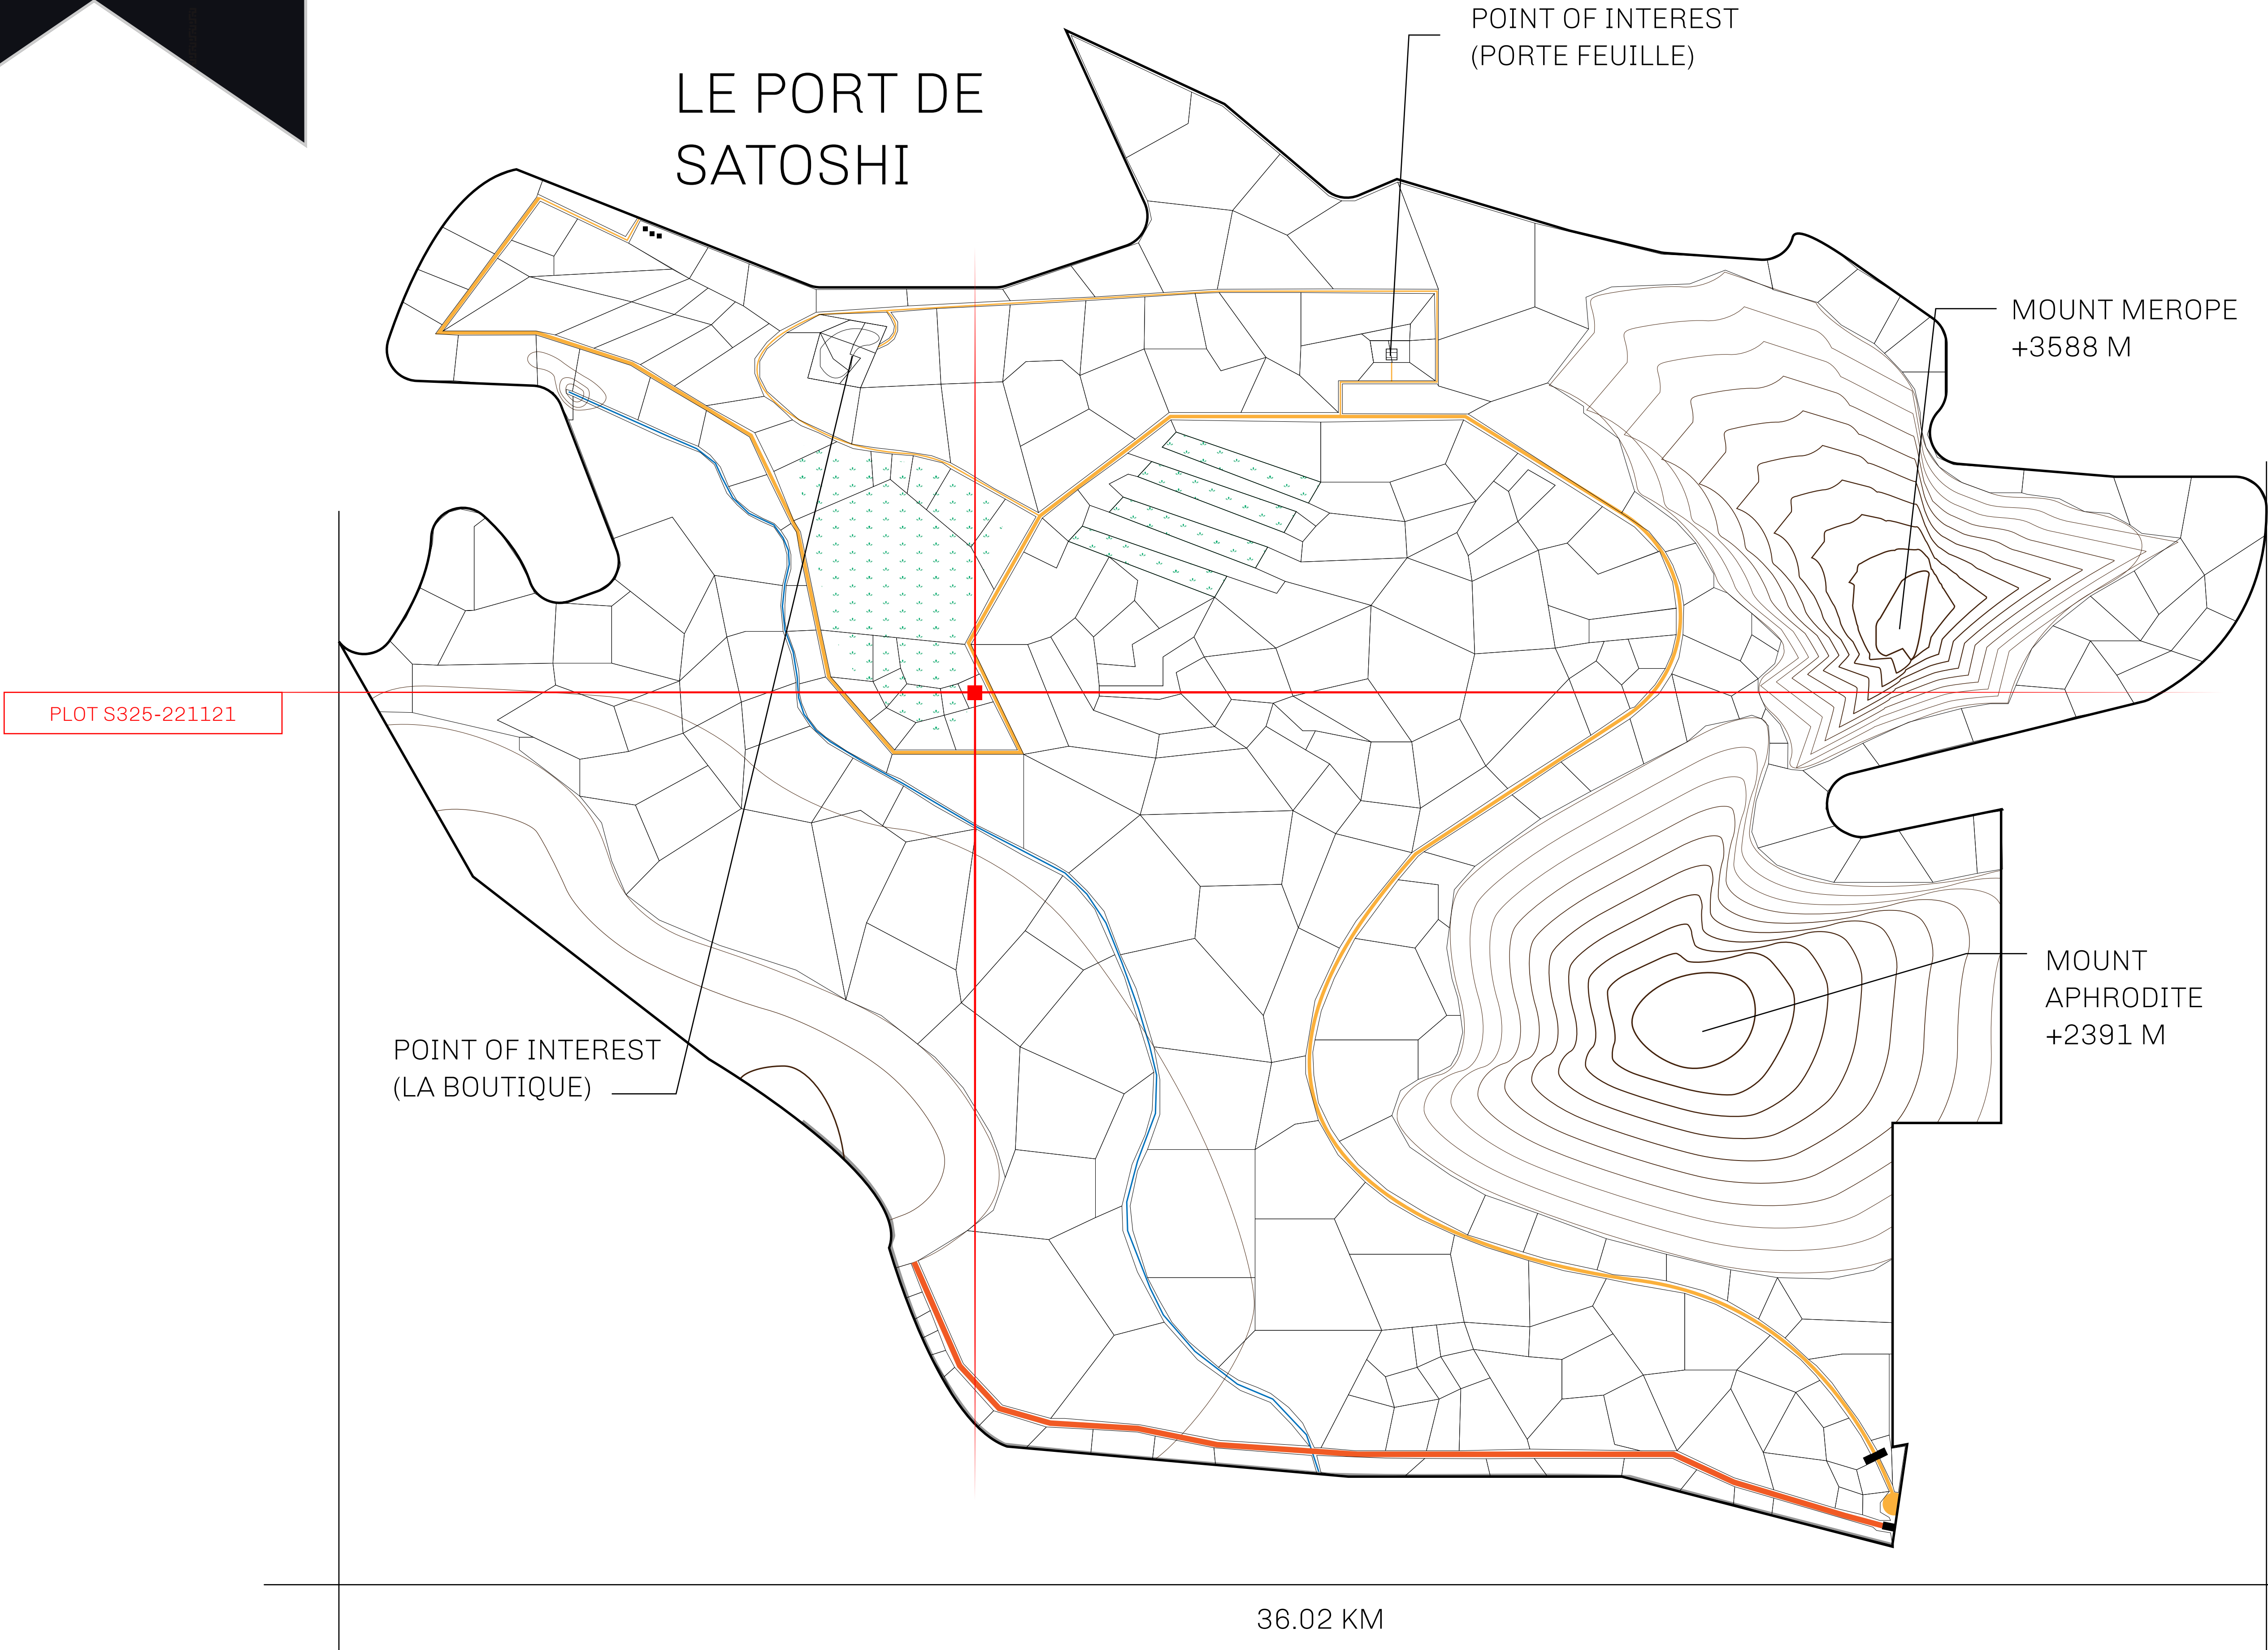 POINT OF INTEREST
(PORTE FEUILLE)
LE PORT DE
SATOSHI
MOUNT MEROPE
+3588 M
PLOT S325-221121
MOUNT
APHRODITE
+2391 M
POINT OF INTEREST
(LA BOUTIQUE)
36.02 KM